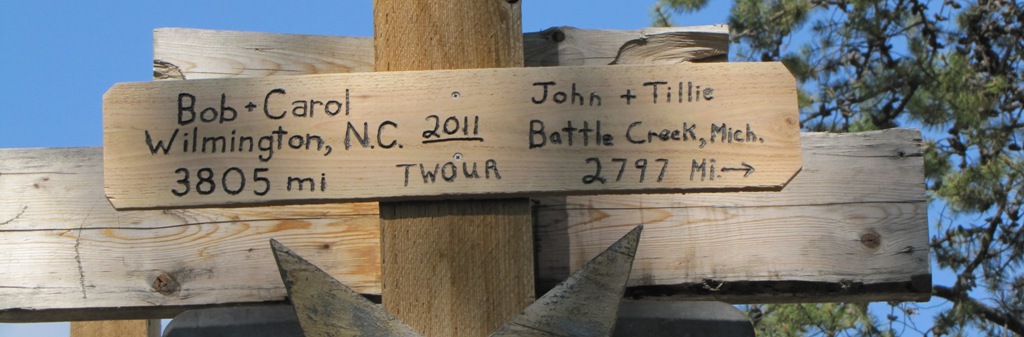 Bob + Carol
Wilmington, N.C.
3805 mi
2011
TWOUR
John + Tillie
Battle Creek, Mich.
2797 Mi.→